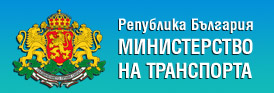 Република България
МИНИСТЕРСТВО
НА ТРАНСПОРТА